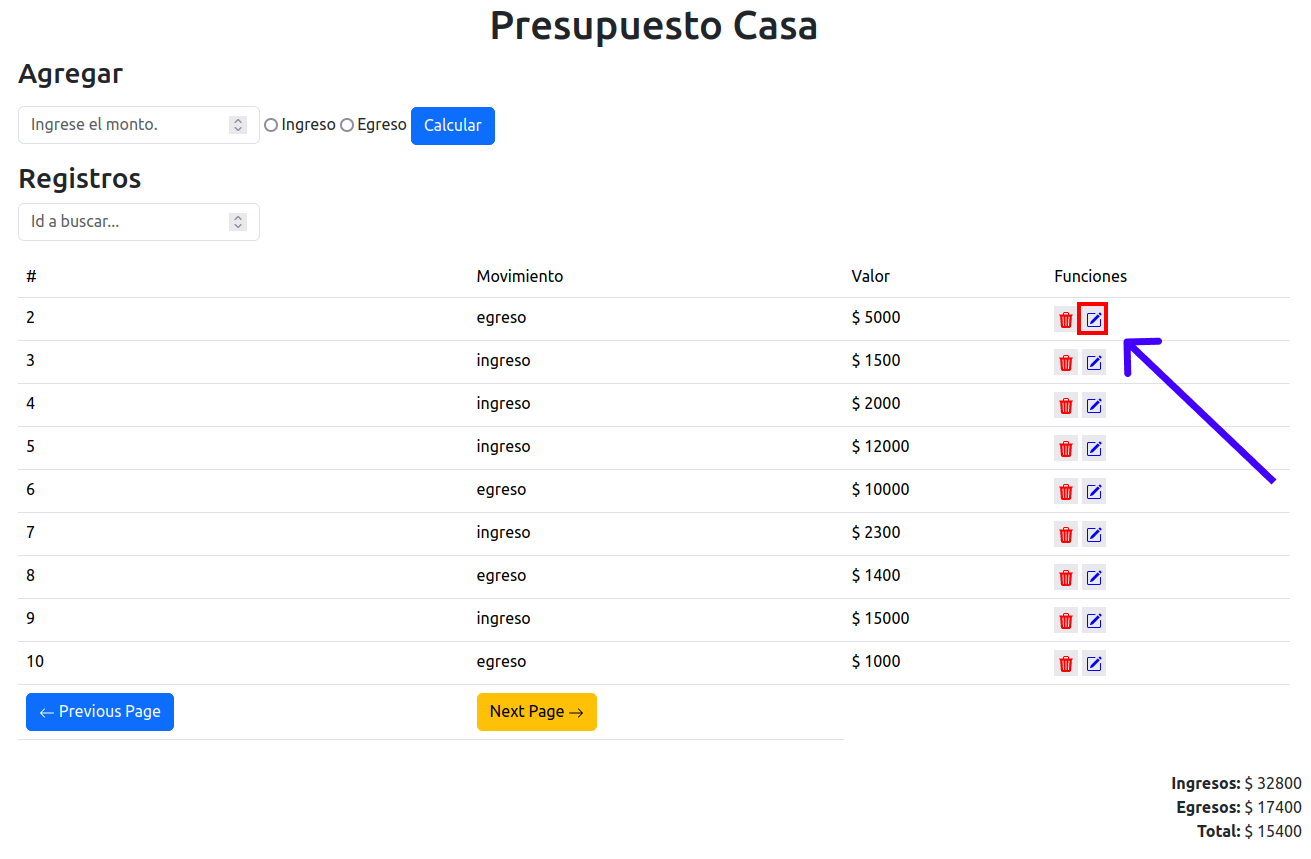 Presupuesto Casa
Agregar
Ingrese el monto. Ingreso Egreso Calcular
Registros
Id a buscar...
# Movimiento Valor Funciones
2 egreso $ 5000
3 ingreso $ 1500
4 ingreso $ 2000
5 ingreso $ 12000
6 egreso $ 10000
7 ingreso $ 2300
8 egreso $ 1400
9 ingreso $ 15000
10 egreso $ 1000
← Previous Page Next Page →
Ingresos: $ 32800
Egresos: $ 17400
Total: $ 15400